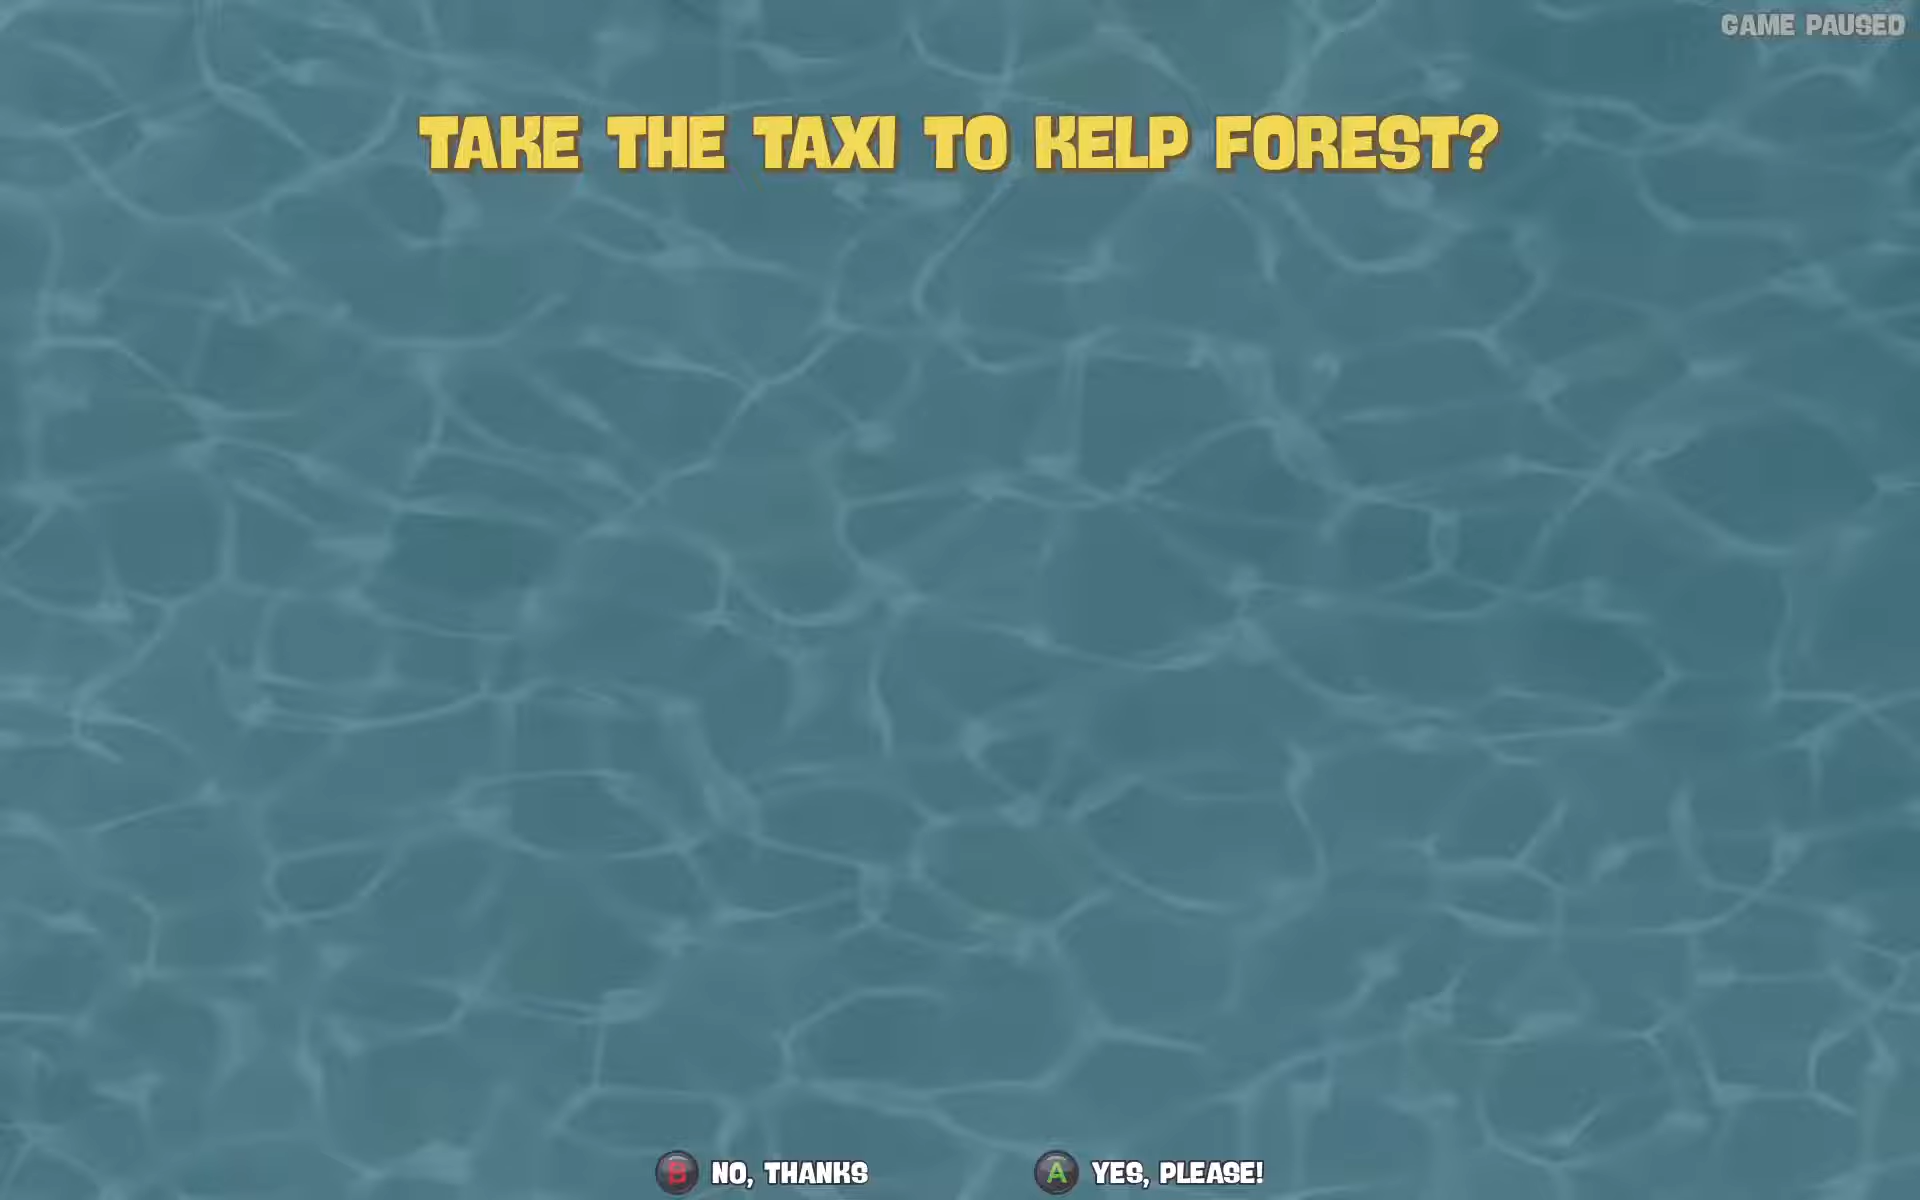 GAME PAUSED
TAKE THE TAXI TO KELP FOREST?
B NO, THANKS
A YES, PLEASE!